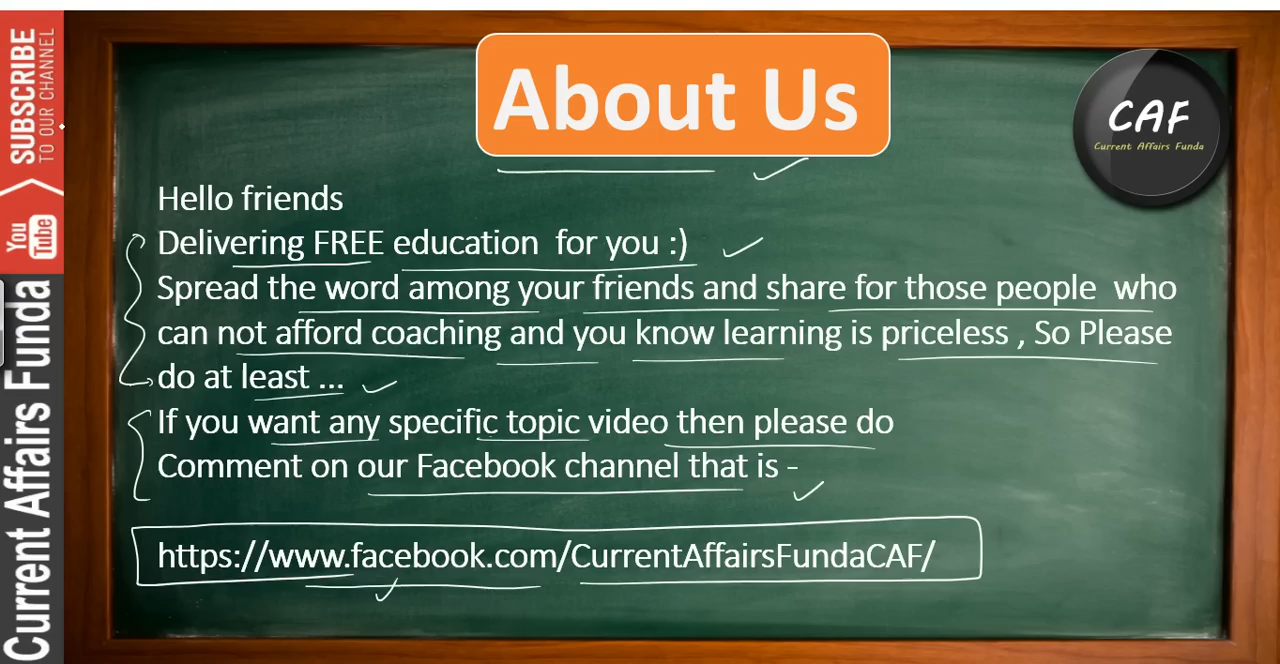 About Us
CAF
Current Affairs Funda
Hello friends
Delivering FREE education for you :)
Spread the word among your friends and share for those people who
can not afford coaching and you know learning is priceless , So Please
do at least ...
If you want any specific topic video then please do
Comment on our Facebook channel that is -
https://www.facebook.com/CurrentAffairsFundaCAF/
SUBSCRIBE
TO OUR CHANNEL
You
Tube
Current Affairs Funda